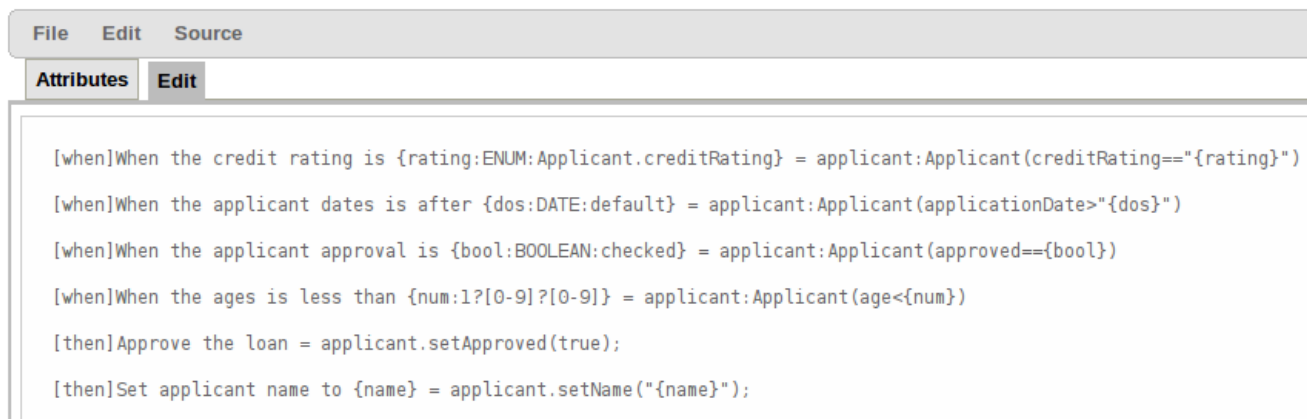 File Edit Source
Attributes Edit
[when]When the credit rating is {rating:ENUM:Applicant.creditRating} = applicant:Applicant(creditRating=="{rating}")
[when]When the applicant dates is after {dos:DATE:default} = applicant:Applicant(applicationDate>"{dos}")
[when]When the applicant approval is {bool:BOOLEAN:checked} = applicant:Applicant(approved=={bool})
[when]When the ages is less than {num:1?[0-9]?[0-9]} = applicant:Applicant(age<{num})
[then]Approve the loan = applicant.setApproved(true);
[then]Set applicant name to {name} = applicant.setName("{name}");